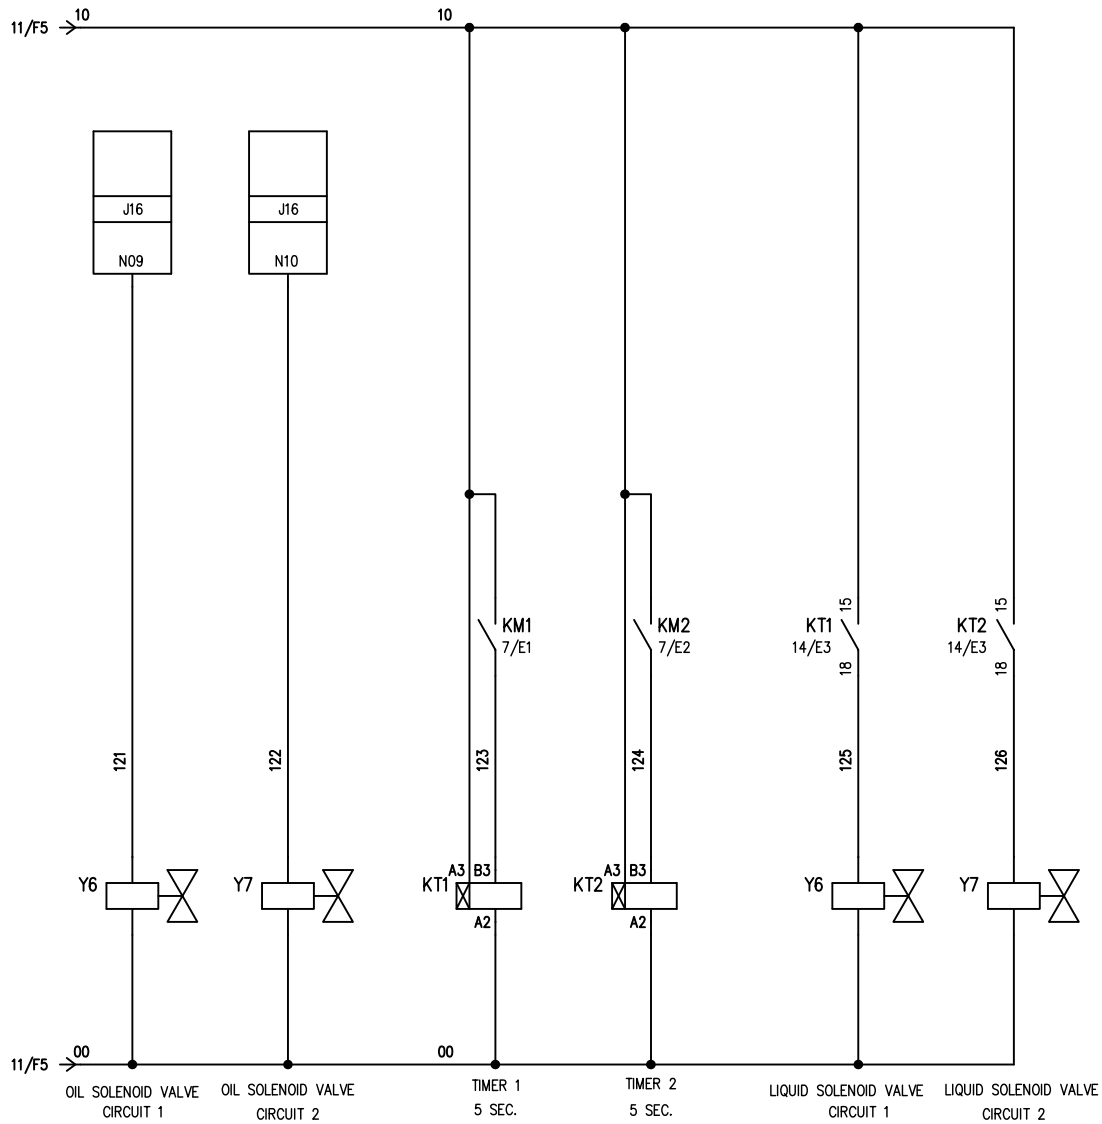 10
10
11/F5
J16
J16
N09
N10
15
15
KM1
KM2
KT1
KT2
7/E1
7/E2
14/E3
14/E3
18
18
121
122
123
124
125
126
A3 B3
A3 B3
Y6
Y7
KT1
KT2
Y6
Y7
A2
A2
00
00
11/F5
OIL SOLENOID VALVE
CIRCUIT 1
OIL SOLENOID VALVE
CIRCUIT 2
TIMER 1
5 SEC.
TIMER 2
5 SEC.
LIQUID SOLENOID VALVE
CIRCUIT 1
LIQUID SOLENOID VALVE
CIRCUIT 2